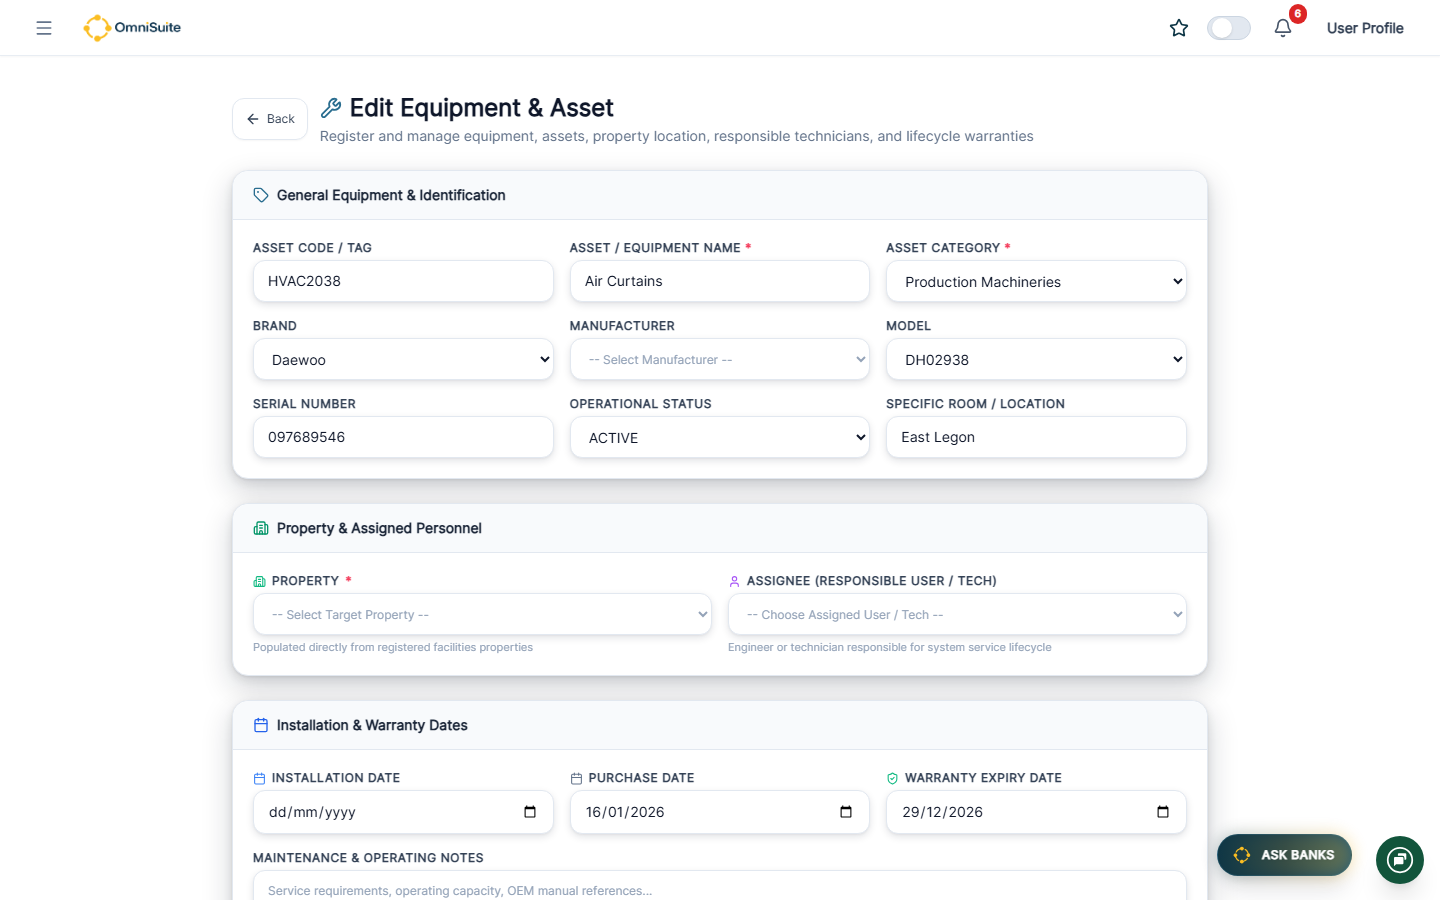 OmniSuite
6
User Profile
Back
Edit Equipment & Asset
Register and manage equipment, assets, property location, responsible technicians, and lifecycle warranties
General Equipment & Identification
ASSET CODE / TAG
ASSET / EQUIPMENT NAME *
ASSET CATEGORY *
HVAC2038
Air Curtains
Production Machineries
BRAND
MANUFACTURER
MODEL
Daewoo
-- Select Manufacturer --
DH02938
SERIAL NUMBER
OPERATIONAL STATUS
SPECIFIC ROOM / LOCATION
097689546
ACTIVE
East Legon
Property & Assigned Personnel
PROPERTY *
ASSIGNEE (RESPONSIBLE USER / TECH)
-- Select Target Property --
-- Choose Assigned User / Tech --
Populated directly from registered facilities properties
Engineer or technician responsible for system service lifecycle
Installation & Warranty Dates
INSTALLATION DATE
PURCHASE DATE
WARRANTY EXPIRY DATE
dd/mm/yyyy
16/01/2026
29/12/2026
MAINTENANCE & OPERATING NOTES
Service requirements, operating capacity, OEM manual references...
ASK BANKS